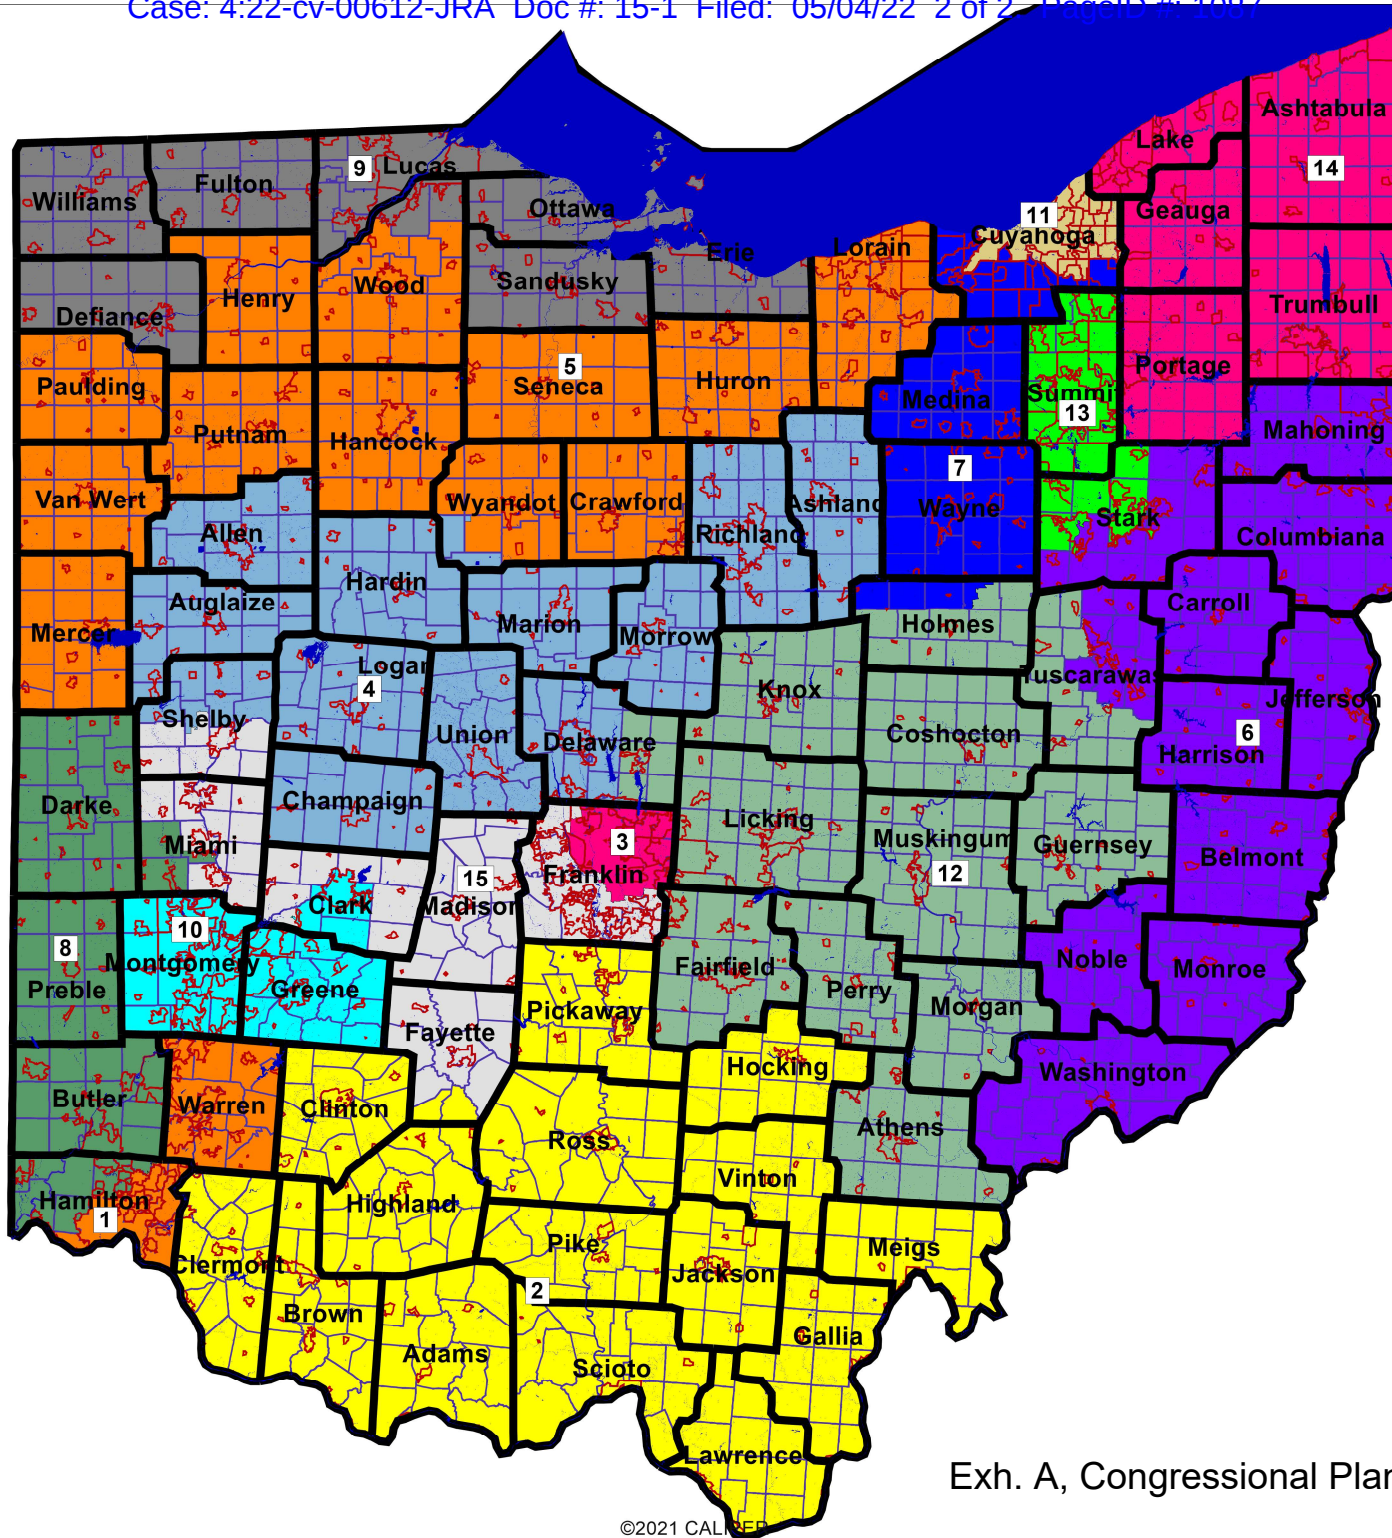 Case: 4:22-cv-00612-JRA Doc #: 15-1 Filed: 05/04/22 2 of 2. PageID #: 1087
Ashtabula
Lake
14
9 Lucas
Fulton
Williams
Ottawa
Geauga
11
Cuyahoga
Erie
Lorain
Sandusky
Wood
Henry
Trumbull
Defiance
5
Portage
Huron
Seneca
Paulding
Summi
Medina
13
Mahoning
Putnam
Hancock
7
Van Wert
Wyandot
Crawford
Ashland
Wayne
Stark
Allen
Richland
Columbiana
Hardin
Auglaize
Carroll
Marion
Holmes
Mercer
Morrow
Logan
Tuscarawas
4
Knox
Jefferson
Shelby
Union
Coshocton
6
Delaware
Harrison
Champaign
Darke
Licking
Muskingum
3
Miami
Guernsey
Belmont
Franklin
15
12
Clark
Madison
10
8
Montgomery
Noble
Fairfield
Monroe
Preble
Greene
Perry
Morgan
Pickaway
Fayette
Hocking
Washington
Butler
Warren
Clinton
Athens
Ross
Vinton
Hamilton
Highland
1
Pike
Meigs
Clermont
Jackson
2
Brown
Gallia
Adams
Scioto
Lawrence
Exh. A, Congressional Plan
©2021 CALIPER